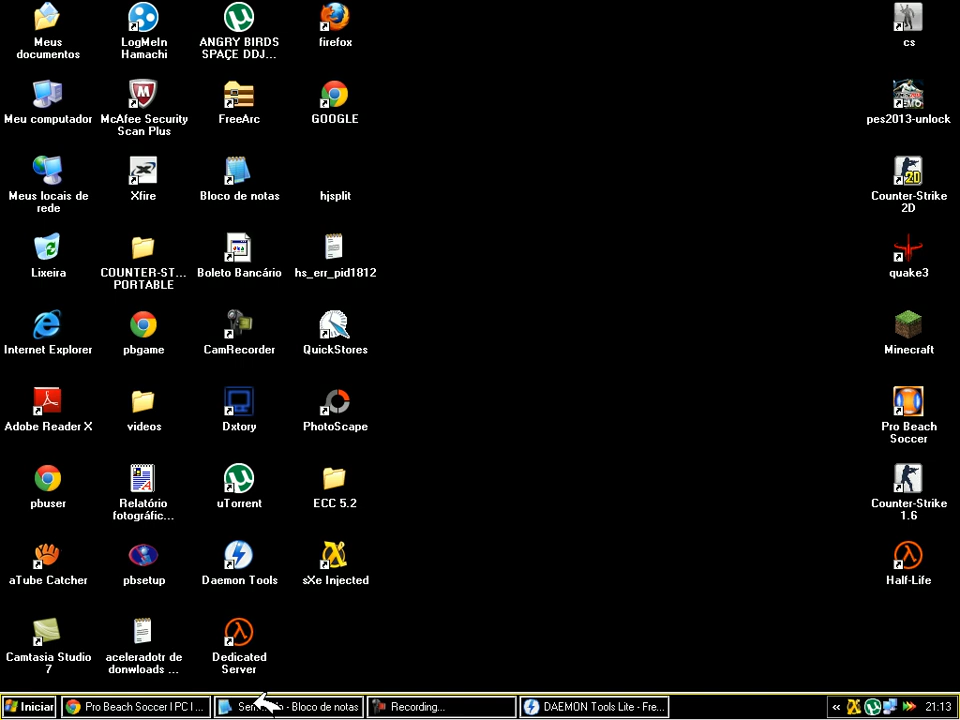 Meus
documentos
LogMeIn
Hamachi
ANGRY BIRDS
SPAÇE DDJ...
firefox
cs
Meu computador
McAfee Security
Scan Plus
FreeArc
GOOGLE
pes2013-unlock
Meus locais de
rede
Xfire
Bloco de notas
hjsplit
Counter-Strike
2D
Lixeira
COUNTER-ST...
PORTABLE
Boleto Bancário
hs_err_pid1812
quake3
Internet Explorer
pbgame
CamRecorder
QuickStores
Minecraft
Adobe Reader X
videos
Dxtory
PhotoScape
Pro Beach
Soccer
pbuser
Relatório
fotográfic...
uTorrent
ECC 5.2
Counter-Strike
1.6
aTube Catcher
pbsetup
Daemon Tools
sXe Injected
Half-Life
Camtasia Studio
7
aceleradotr de
donwloads ...
Dedicated
Server
Iniciar
Pro Beach Soccer | PC | ...
- Bloco de notas
Recording...
DAEMON Tools Lite - Fre...
«
21:13